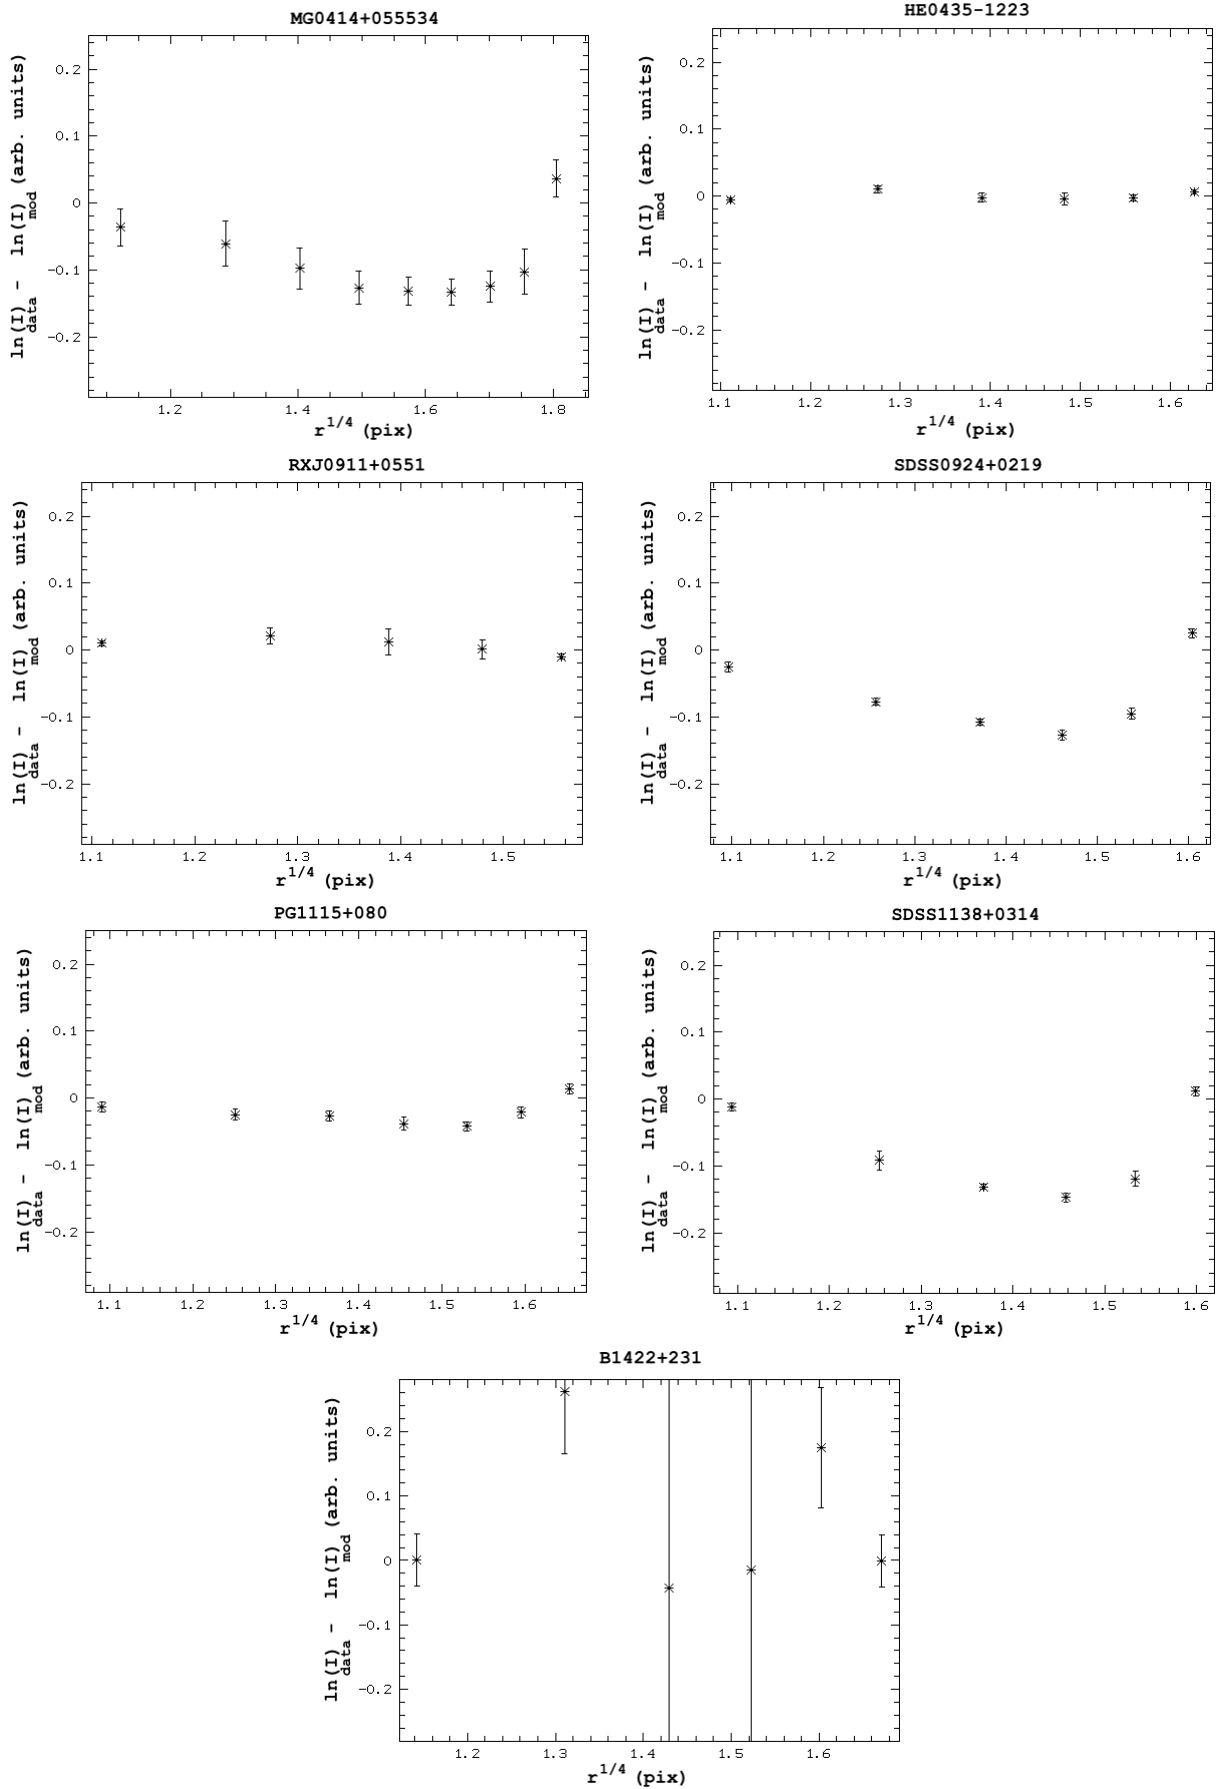 MG0414+055534
ln(I)data - ln(I)mod (arb. units)
0.2
0.1
0
-0.1
-0.2
1.2 1.4 1.6 1.8
r1/4 (pix)
HE0435-1223
ln(I)data - ln(I)mod (arb. units)
0.2
0.1
0
-0.1
-0.2
1.1 1.2 1.3 1.4 1.5 1.6
r1/4 (pix)
RXJ0911+0551
ln(I)data - ln(I)mod (arb. units)
0.2
0.1
0
-0.1
-0.2
1.1 1.2 1.3 1.4 1.5
r1/4 (pix)
SDSS0924+0219
ln(I)data - ln(I)mod (arb. units)
0.2
0.1
0
-0.1
-0.2
1.1 1.2 1.3 1.4 1.5 1.6
r1/4 (pix)
PG1115+080
ln(I)data - ln(I)mod (arb. units)
0.2
0.1
0
-0.1
-0.2
1.1 1.2 1.3 1.4 1.5 1.6
r1/4 (pix)
SDSS1138+0314
ln(I)data - ln(I)mod (arb. units)
0.2
0.1
0
-0.1
-0.2
1.1 1.2 1.3 1.4 1.5 1.6
r1/4 (pix)
B1422+231
ln(I)data - ln(I)mod (arb. units)
0.2
0.1
0
-0.1
-0.2
1.2 1.3 1.4 1.5 1.6
r1/4 (pix)